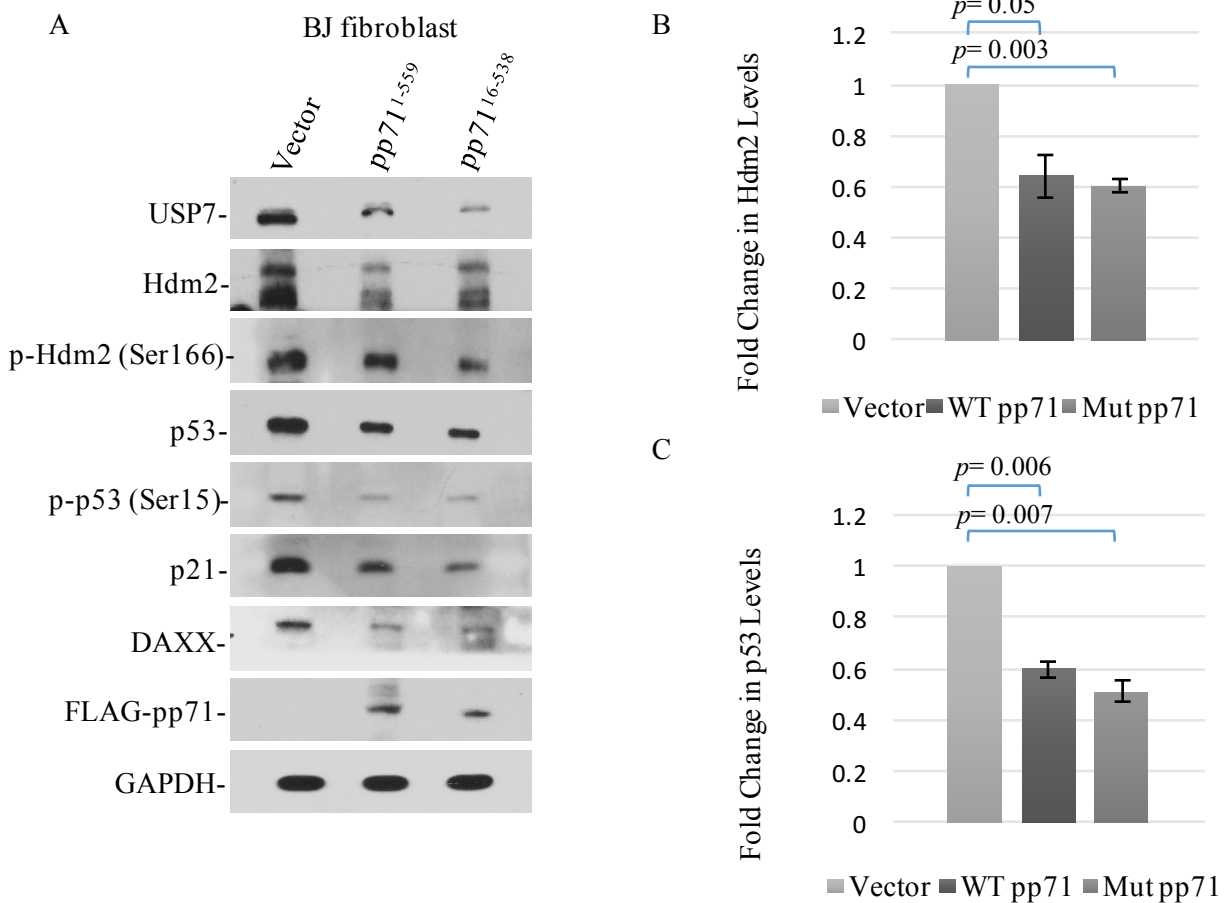 A
BJ fibroblast
Vector
pp71 1-559
pp71 16-538
USP7-
Hdm2-
p-Hdm2 (Ser166)-
p53-
p-p53 (Ser15)-
p21-
DAXX-
FLAG-pp71-
GAPDH-
B
p= 0.05
p= 0.003
Fold Change in Hdm2 Levels
1.2
1
0.8
0.6
0.4
0.2
0
Vector WT pp71 Mut pp71
C
p= 0.006
p= 0.007
Fold Change in p53 Levels
1.2
1
0.8
0.6
0.4
0.2
0
Vector WT pp71 Mut pp71